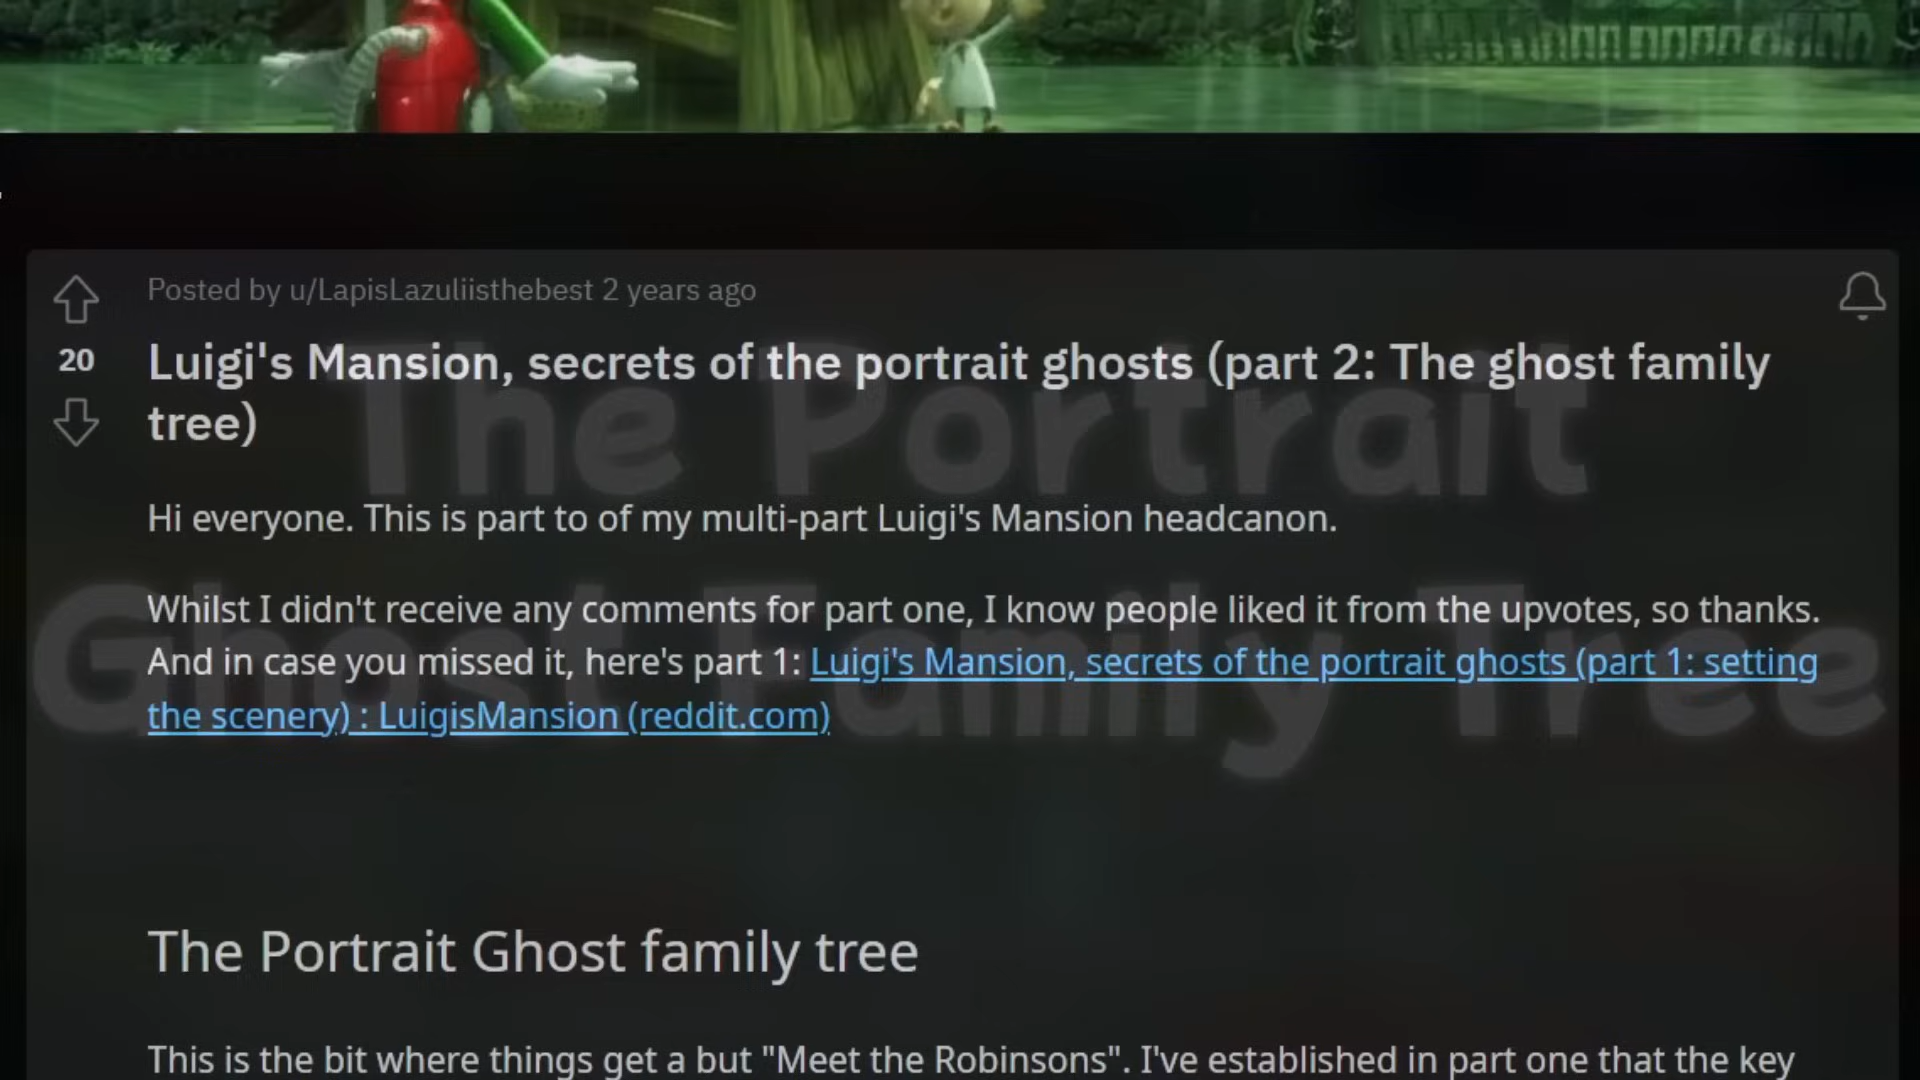 Posted by u/LapisLazuliisthebest 2 years ago
20
Luigi's Mansion, secrets of the portrait ghosts (part 2: The ghost family
tree)
The Portrait
Hi everyone. This is part to of my multi-part Luigi's Mansion headcanon.
Ghost Family Tree
Whilst I didn't receive any comments for part one, I know people liked it from the upvotes, so thanks.
And in case you missed it, here's part 1: Luigi's Mansion, secrets of the portrait ghosts (part 1: setting
the scenery) : LuigisMansion (reddit.com)
The Portrait Ghost family tree
This is the bit where things get a but "Meet the Robinsons". I've established in part one that the key